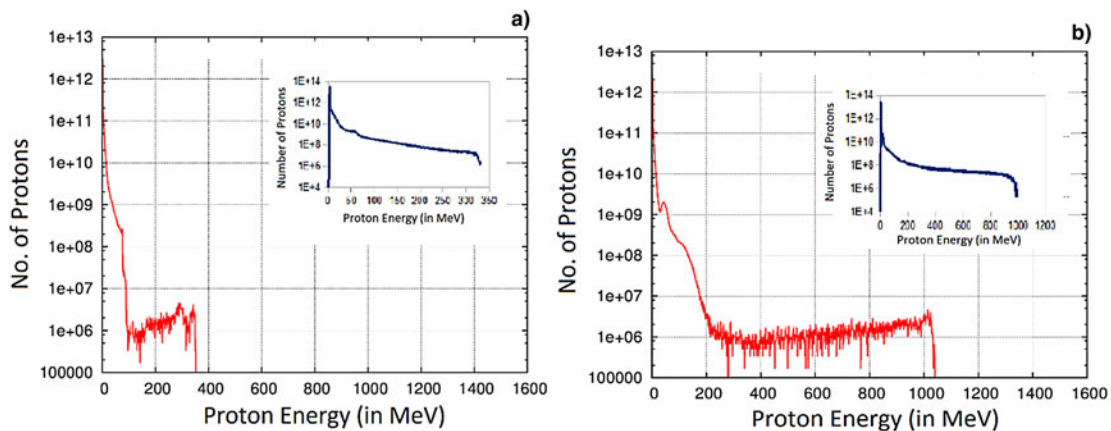 a)
1e+13
1e+12
1e+11
1e+10
1e+09
1e+08
1e+07
1e+06
100000
No. of Protons
0 200 400 600 800 1000 1200 1400 1600
Proton Energy (in MeV)
1E+14
1E+12
1E+10
1E+8
1E+6
1E+4
Number of Protons
0 50 100 150 200 250 300 350
Proton Energy (in MeV)
b)
1e+13
1e+12
1e+11
1e+10
1e+09
1e+08
1e+07
1e+06
100000
No. of Protons
0 200 400 600 800 1000 1200 1400 1600
Proton Energy (in MeV)
1E+14
1E+12
1E+10
1E+8
1E+6
1E+4
Number of Protons
0 200 400 600 800 1000 1200
Proton Energy (in MeV)